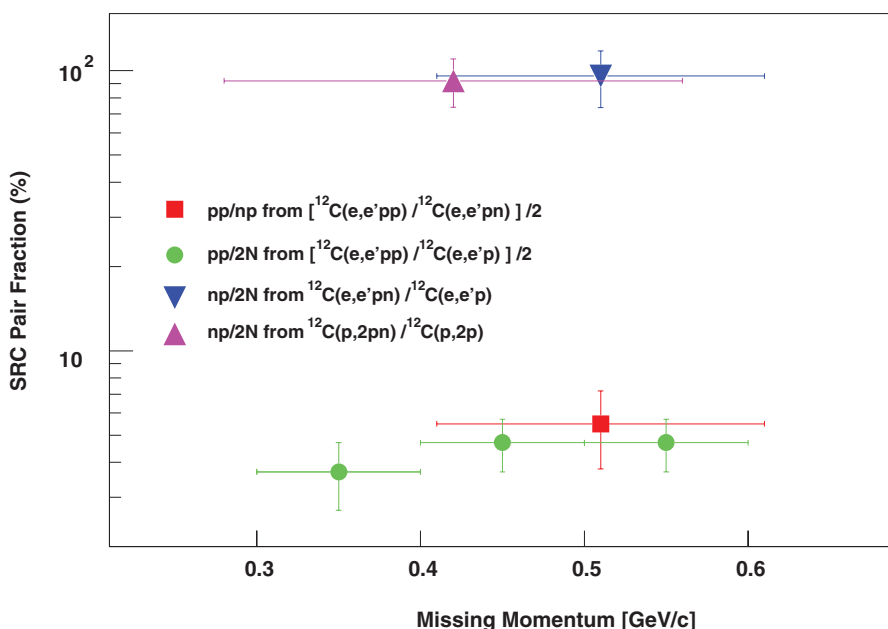 SRC Pair Fraction (%)
10²
10
pp/np from [¹²C(e,e'pp) /¹²C(e,e'pn) ] /2
pp/2N from [¹²C(e,e'pp) /¹²C(e,e'p) ] /2
np/2N from ¹²C(e,e'pn) /¹²C(e,e'p)
np/2N from ¹²C(p,2pn) /¹²C(p,2p)
0.3 0.4 0.5 0.6
Missing Momentum [GeV/c]